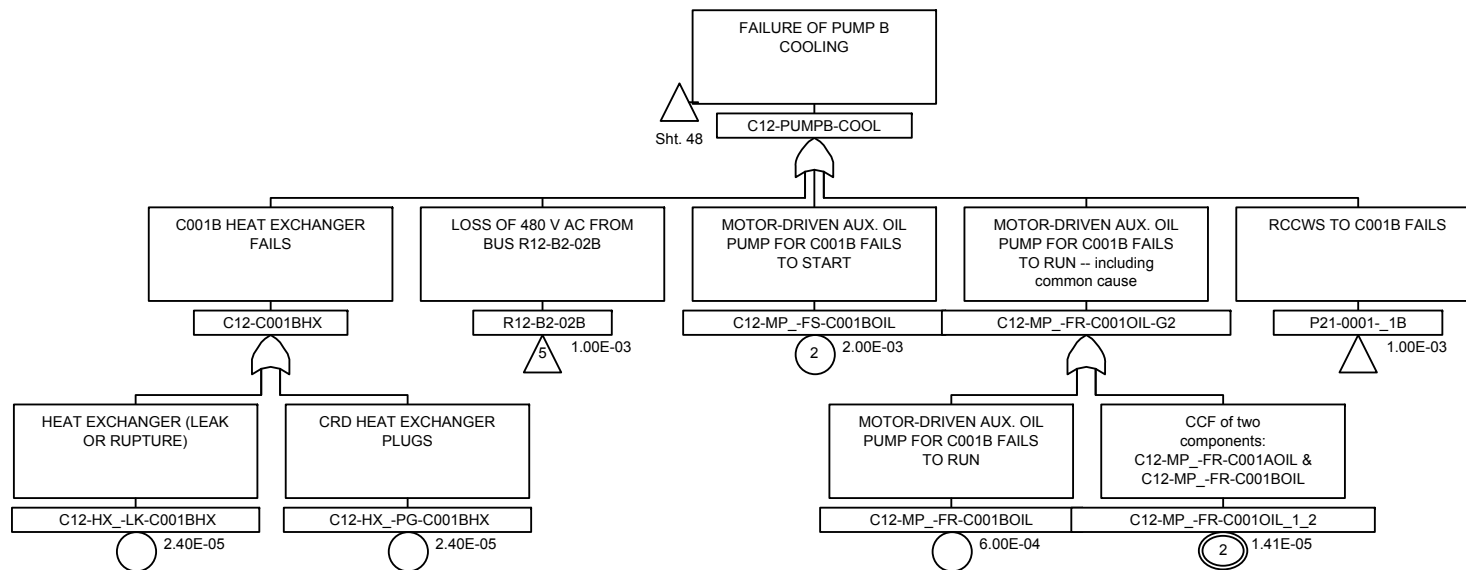 FAILURE OF PUMP B
COOLING
Sht. 48
C12-PUMPB-COOL
C001B HEAT EXCHANGER
FAILS
C12-C001BHX
LOSS OF 480 V AC FROM
BUS R12-B2-02B
R12-B2-02B
5
1.00E-03
MOTOR-DRIVEN AUX. OIL
PUMP FOR C001B FAILS
TO START
C12-MP_-FS-C001BOIL
2
2.00E-03
MOTOR-DRIVEN AUX. OIL
PUMP FOR C001B FAILS
TO RUN -- including
common cause
C12-MP_-FR-C001OIL-G2
RCCWS TO C001B FAILS
P21-0001-_1B
1.00E-03
HEAT EXCHANGER (LEAK
OR RUPTURE)
C12-HX_-LK-C001BHX
2.40E-05
CRD HEAT EXCHANGER
PLUGS
C12-HX_-PG-C001BHX
2.40E-05
MOTOR-DRIVEN AUX. OIL
PUMP FOR C001B FAILS
TO RUN
C12-MP_-FR-C001BOIL
6.00E-04
CCF of two
components:
C12-MP_-FR-C001AOIL &
C12-MP_-FR-C001BOIL
C12-MP_-FR-C001OIL_1_2
2
1.41E-05